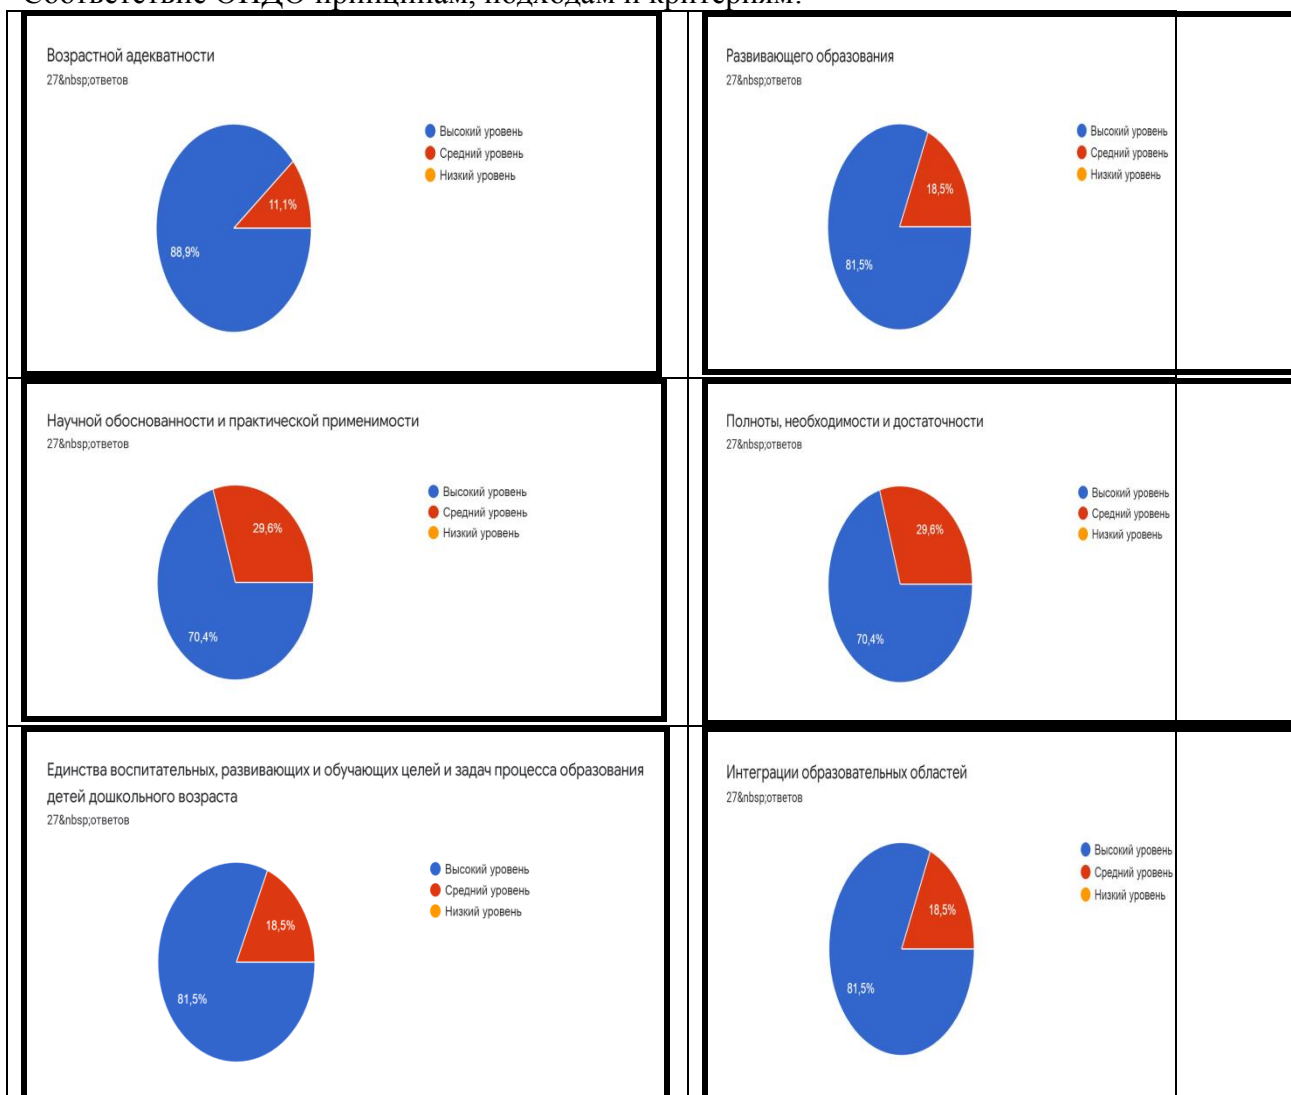 Соответствие ОПДО принципам, подходам и критериям:
Возрастной адекватности
27&nbsp;ответов
Высокий уровень
Средний уровень
Низкий уровень
11,1%
88,9%
Развивающего образования
27&nbsp;ответов
Высокий уровень
Средний уровень
Низкий уровень
18,5%
81,5%
Научной обоснованности и практической применимости
27&nbsp;ответов
Высокий уровень
Средний уровень
Низкий уровень
29,6%
70,4%
Полноты, необходимости и достаточности
27&nbsp;ответов
Высокий уровень
Средний уровень
Низкий уровень
29,6%
70,4%
Единства воспитательных, развивающих и обучающих целей и задач процесса образования
детей дошкольного возраста
27&nbsp;ответов
Высокий уровень
Средний уровень
Низкий уровень
18,5%
81,5%
Интеграции образовательных областей
27&nbsp;ответов
Высокий уровень
Средний уровень
Низкий уровень
18,5%
81,5%